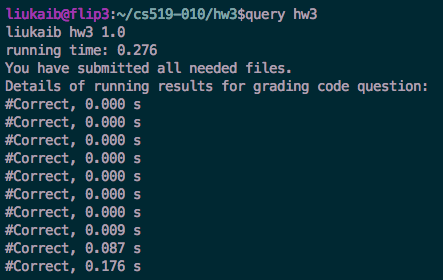 liukaib@flip3:~/cs519-010/hw3$query hw3
liukaib hw3 1.0
running time: 0.276
You have submitted all needed files.
Details of running results for grading code question:
#Correct, 0.000 s
#Correct, 0.000 s
#Correct, 0.000 s
#Correct, 0.000 s
#Correct, 0.000 s
#Correct, 0.000 s
#Correct, 0.000 s
#Correct, 0.009 s
#Correct, 0.087 s
#Correct, 0.176 s